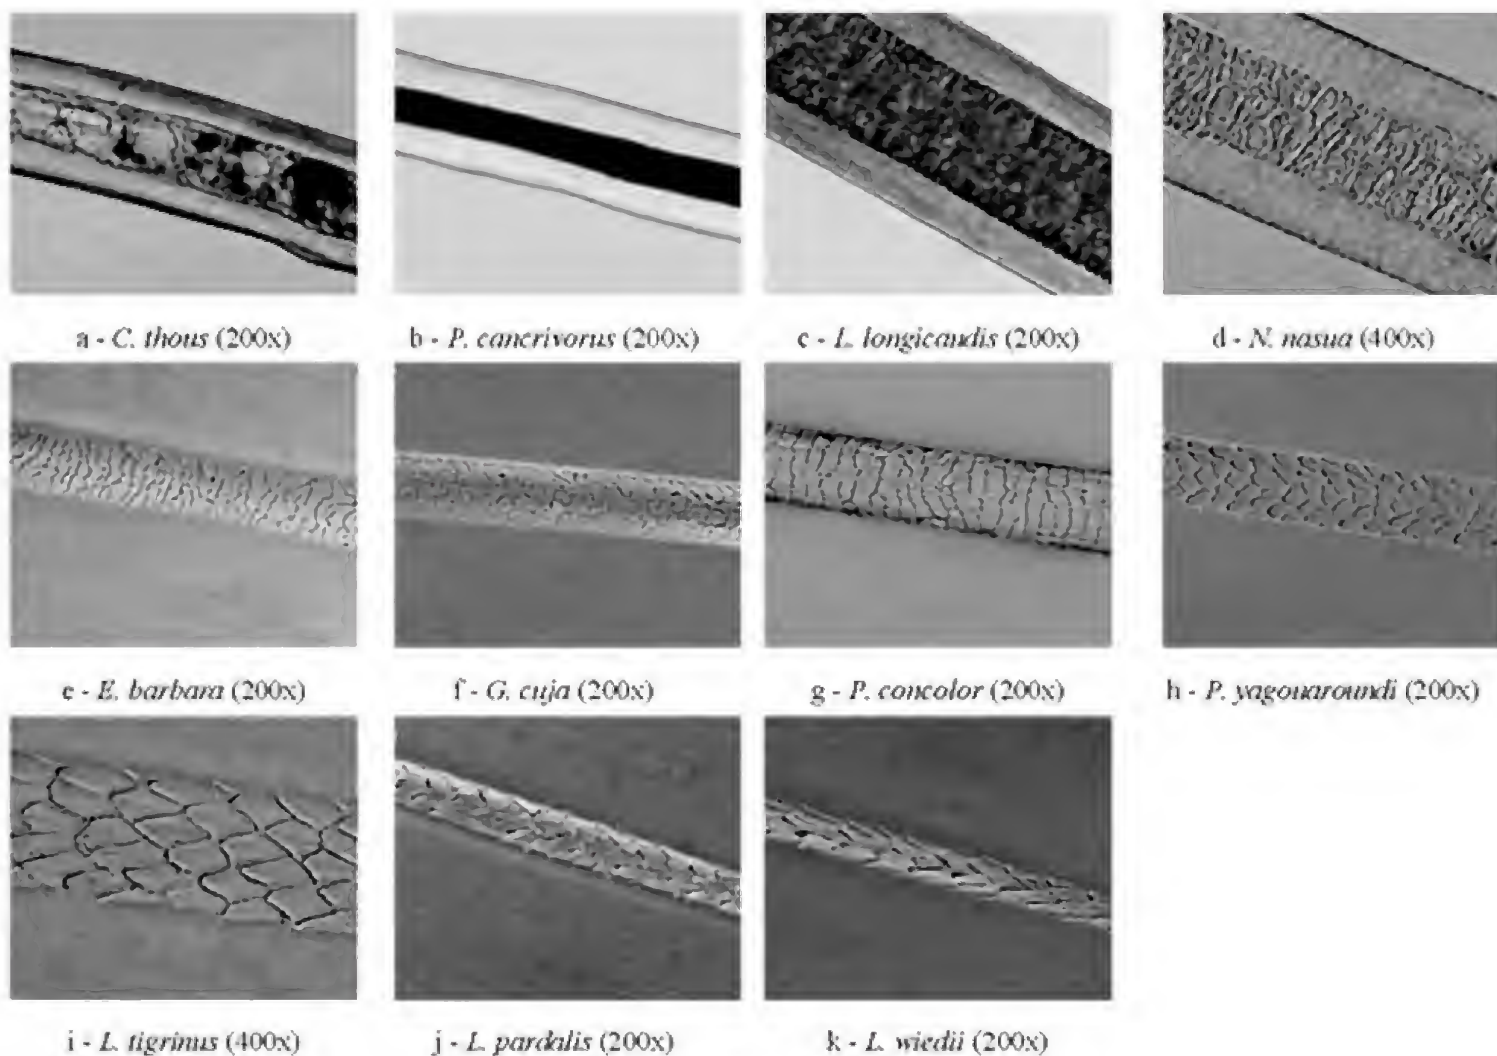 a - C. thous (200x)
b - P. cancrivorus (200x)
c - L. longicaudis (200x)
d - N. nasua (400x)
e - E. barbara (200x)
f - G. cuja (200x)
g - P. concolor (200x)
h - P. yagouaroundi (200x)
i - L. tigrinus (400x)
j - L. pardalis (200x)
k - L. wiedii (200x)